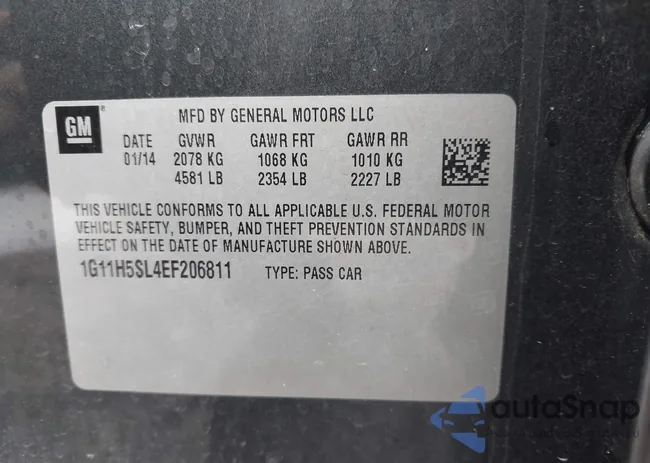 GM
MFD BY GENERAL MOTORS LLC
DATE GVWR GAWR FRT GAWR RR
01/14 2078 KG 1068 KG 1010 KG
4581 LB 2354 LB 2227 LB
THIS VEHICLE CONFORMS TO ALL APPLICABLE U.S. FEDERAL MOTOR
VEHICLE SAFETY, BUMPER, AND THEFT PREVENTION STANDARDS IN
EFFECT ON THE DATE OF MANUFACTURE SHOWN ABOVE.
1G11H5SL4EF206811 TYPE: PASS CAR
autoSnap